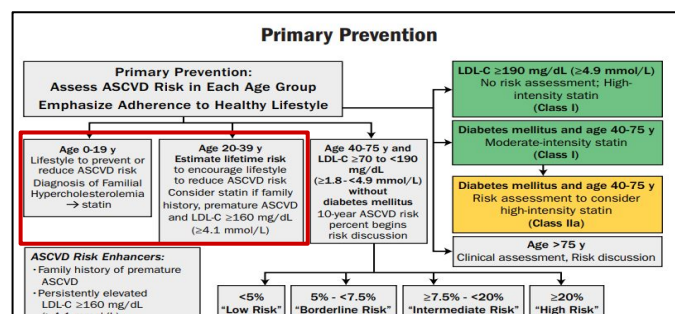 Primary Prevention
Primary Prevention:
Assess ASCVD Risk in Each Age Group
Emphasize Adherence to Healthy Lifestyle
LDL-C ≥190 mg/dL (≥4.9 mmol/L)
No risk assessment; High-
intensity statin
(Class I)
Diabetes mellitus and age 40-75 y
Moderate-intensity statin
(Class I)
Diabetes mellitus and age 40-75 y
Risk assessment to consider
high-intensity statin
(Class IIa)
Age >75 y
Clinical assessment, Risk discussion
Age 0-19 y
Lifestyle to prevent or
reduce ASCVD risk
Diagnosis of Familial
Hypercholesterolemia
→ statin
Age 20-39 y
Estimate lifetime risk
to encourage lifestyle
to reduce ASCVD risk
Consider statin if family
history, premature ASCVD
and LDL-C ≥160 mg/dL
(≥4.1 mmol/L)
Age 40-75 y and
LDL-C ≥70 to <190
mg/dL
(≥1.8-<4.9 mmol/L)
without
diabetes mellitus
10-year ASCVD risk
percent begins
risk discussion
ASCVD Risk Enhancers:
• Family history of premature
ASCVD
• Persistently elevated
LDL-C ≥160 mg/dL
<5%
"Low Risk"
5% - <7.5%
"Borderline Risk"
≥7.5% - <20%
"Intermediate Risk"
≥20%
"High Risk"